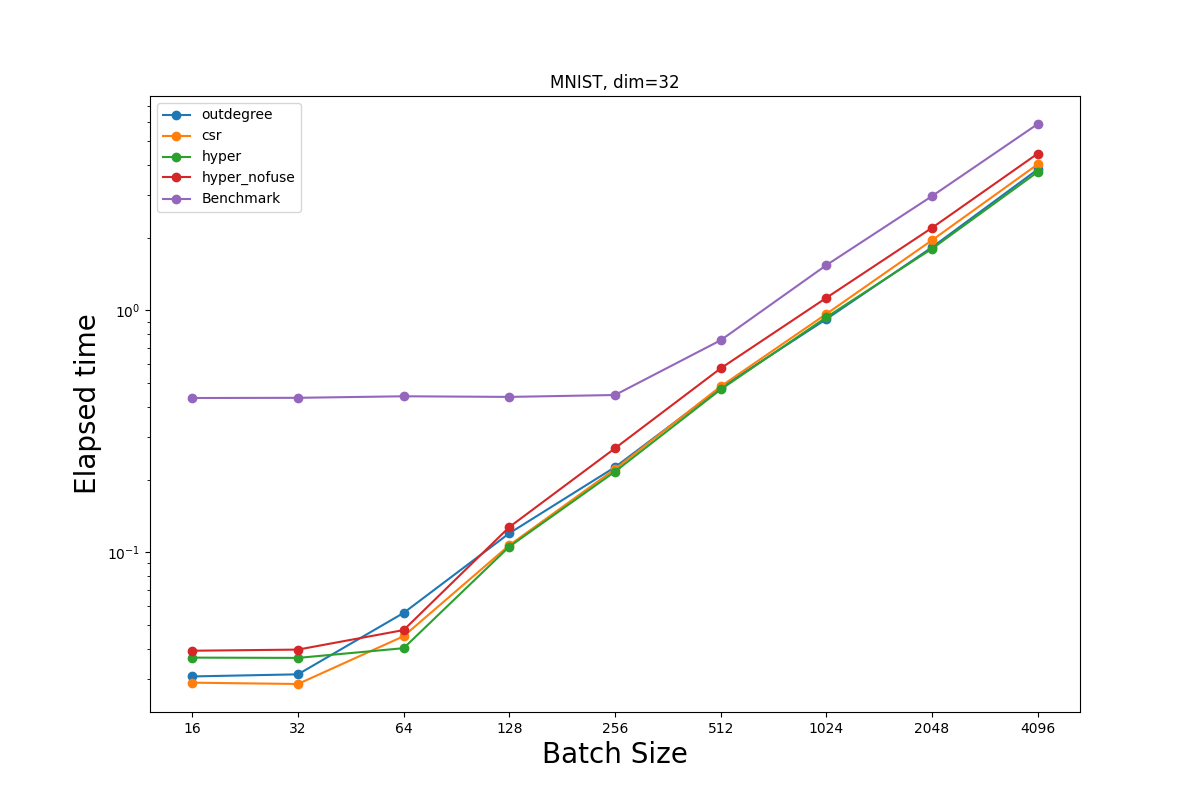 MNIST, dim=32
outdegree
csr
hyper
hyper_nofuse
Benchmark
Elapsed time
10⁰
10⁻¹
16 32 64 128 256 512 1024 2048 4096
Batch Size